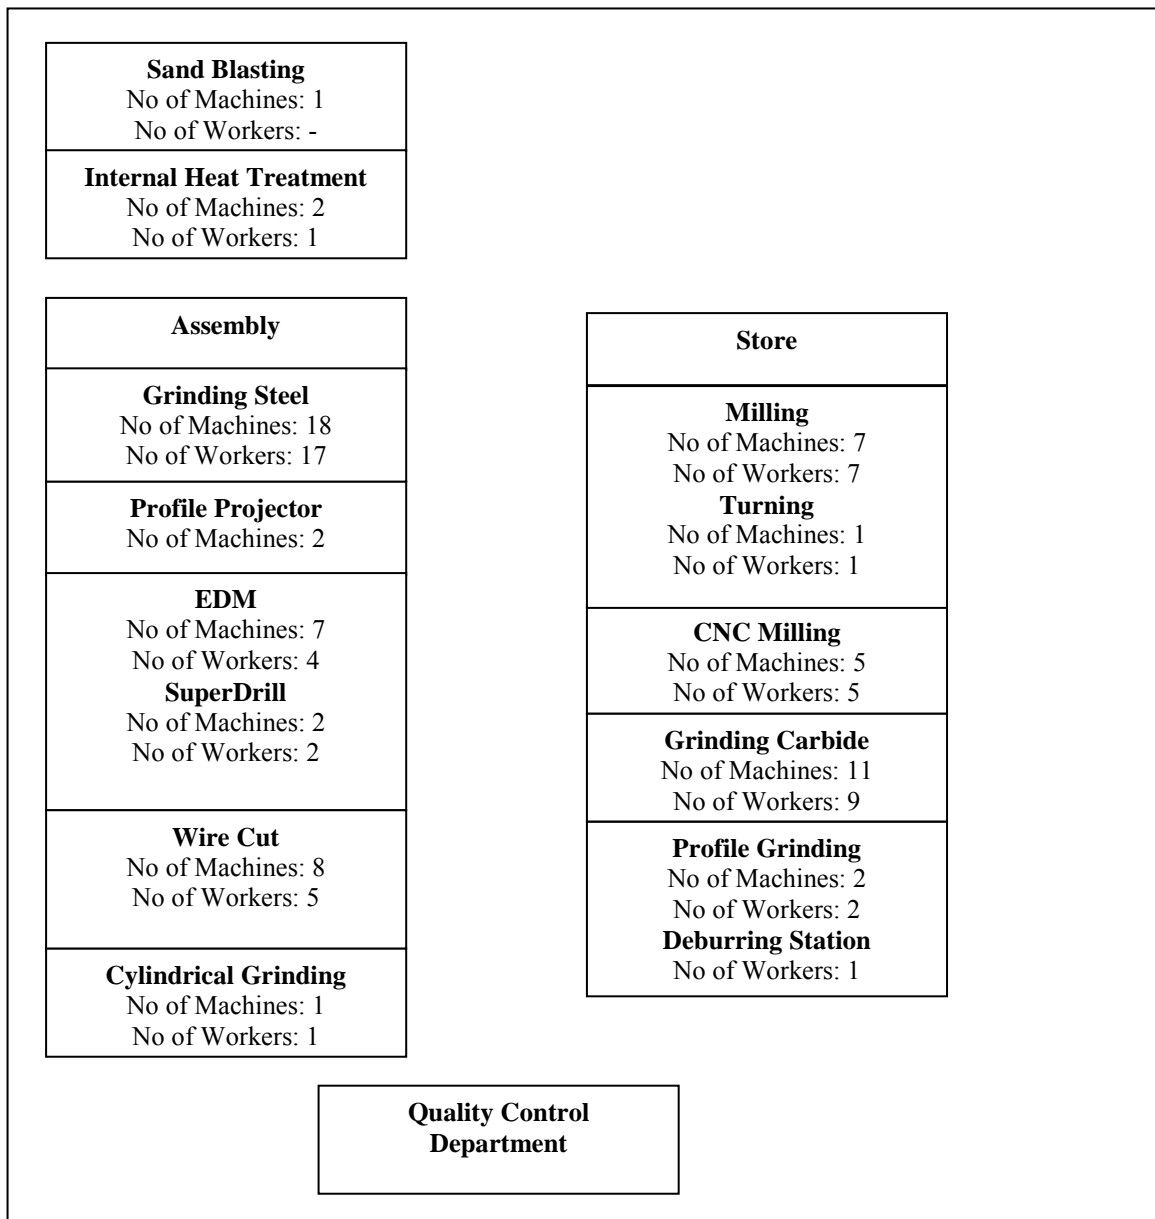 Sand Blasting
No of Machines: 1
No of Workers: -
Internal Heat Treatment
No of Machines: 2
No of Workers: 1
Assembly
Grinding Steel
No of Machines: 18
No of Workers: 17
Profile Projector
No of Machines: 2
EDM
No of Machines: 7
No of Workers: 4
SuperDrill
No of Machines: 2
No of Workers: 2
Wire Cut
No of Machines: 8
No of Workers: 5
Cylindrical Grinding
No of Machines: 1
No of Workers: 1
Store
Milling
No of Machines: 7
No of Workers: 7
Turning
No of Machines: 1
No of Workers: 1
CNC Milling
No of Machines: 5
No of Workers: 5
Grinding Carbide
No of Machines: 11
No of Workers: 9
Profile Grinding
No of Machines: 2
No of Workers: 2
Deburring Station
No of Workers: 1
Quality Control
Department